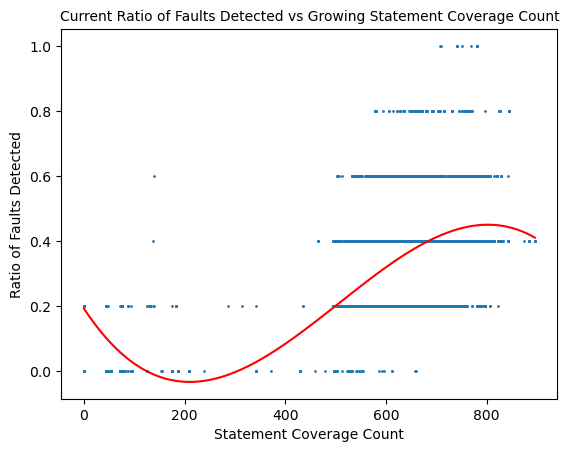 Current Ratio of Faults Detected vs Growing Statement Coverage Count
1.0
0.8
0.6
0.4
0.2
0.0
Ratio of Faults Detected
0 200 400 600 800
Statement Coverage Count